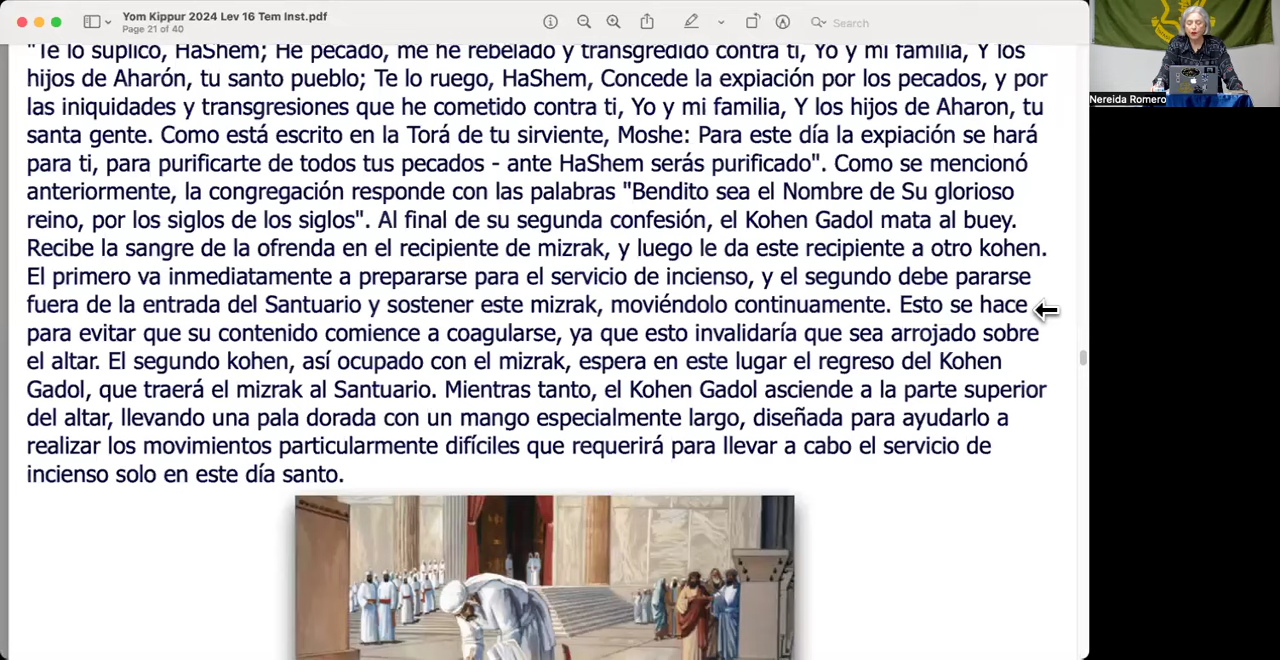 Yom Kippur 2024 Lev 16 Tem Inst.pdf
Page 21 of 40
Search
"Te lo suplico, HaShem; He pecado, me he rebelado y transgredido contra ti, Yo y mi familia, Y los
hijos de Aharón, tu santo pueblo; Te lo ruego, HaShem, Concede la expiación por los pecados, y por
las iniquidades y transgresiones que he cometido contra ti, Yo y mi familia, Y los hijos de Aharon, tu
santa gente. Como está escrito en la Torá de tu sirviente, Moshe: Para este día la expiación se hará
para ti, para purificarte de todos tus pecados - ante HaShem serás purificado". Como se mencionó
anteriormente, la congregación responde con las palabras "Bendito sea el Nombre de Su glorioso
reino, por los siglos de los siglos". Al final de su segunda confesión, el Kohen Gadol mata al buey.
Recibe la sangre de la ofrenda en el recipiente de mizrak, y luego le da este recipiente a otro kohen.
El primero va inmediatamente a prepararse para el servicio de incienso, y el segundo debe pararse
fuera de la entrada del Santuario y sostener este mizrak, moviéndolo continuamente. Esto se hace
para evitar que su contenido comience a coagularse, ya que esto invalidaría que sea arrojado sobre
el altar. El segundo kohen, así ocupado con el mizrak, espera en este lugar el regreso del Kohen
Gadol, que traerá el mizrak al Santuario. Mientras tanto, el Kohen Gadol asciende a la parte superior
del altar, llevando una pala dorada con un mango especialmente largo, diseñada para ayudarlo a
realizar los movimientos particularmente difíciles que requerirá para llevar a cabo el servicio de
incienso solo en este día santo.
Nereida Romero